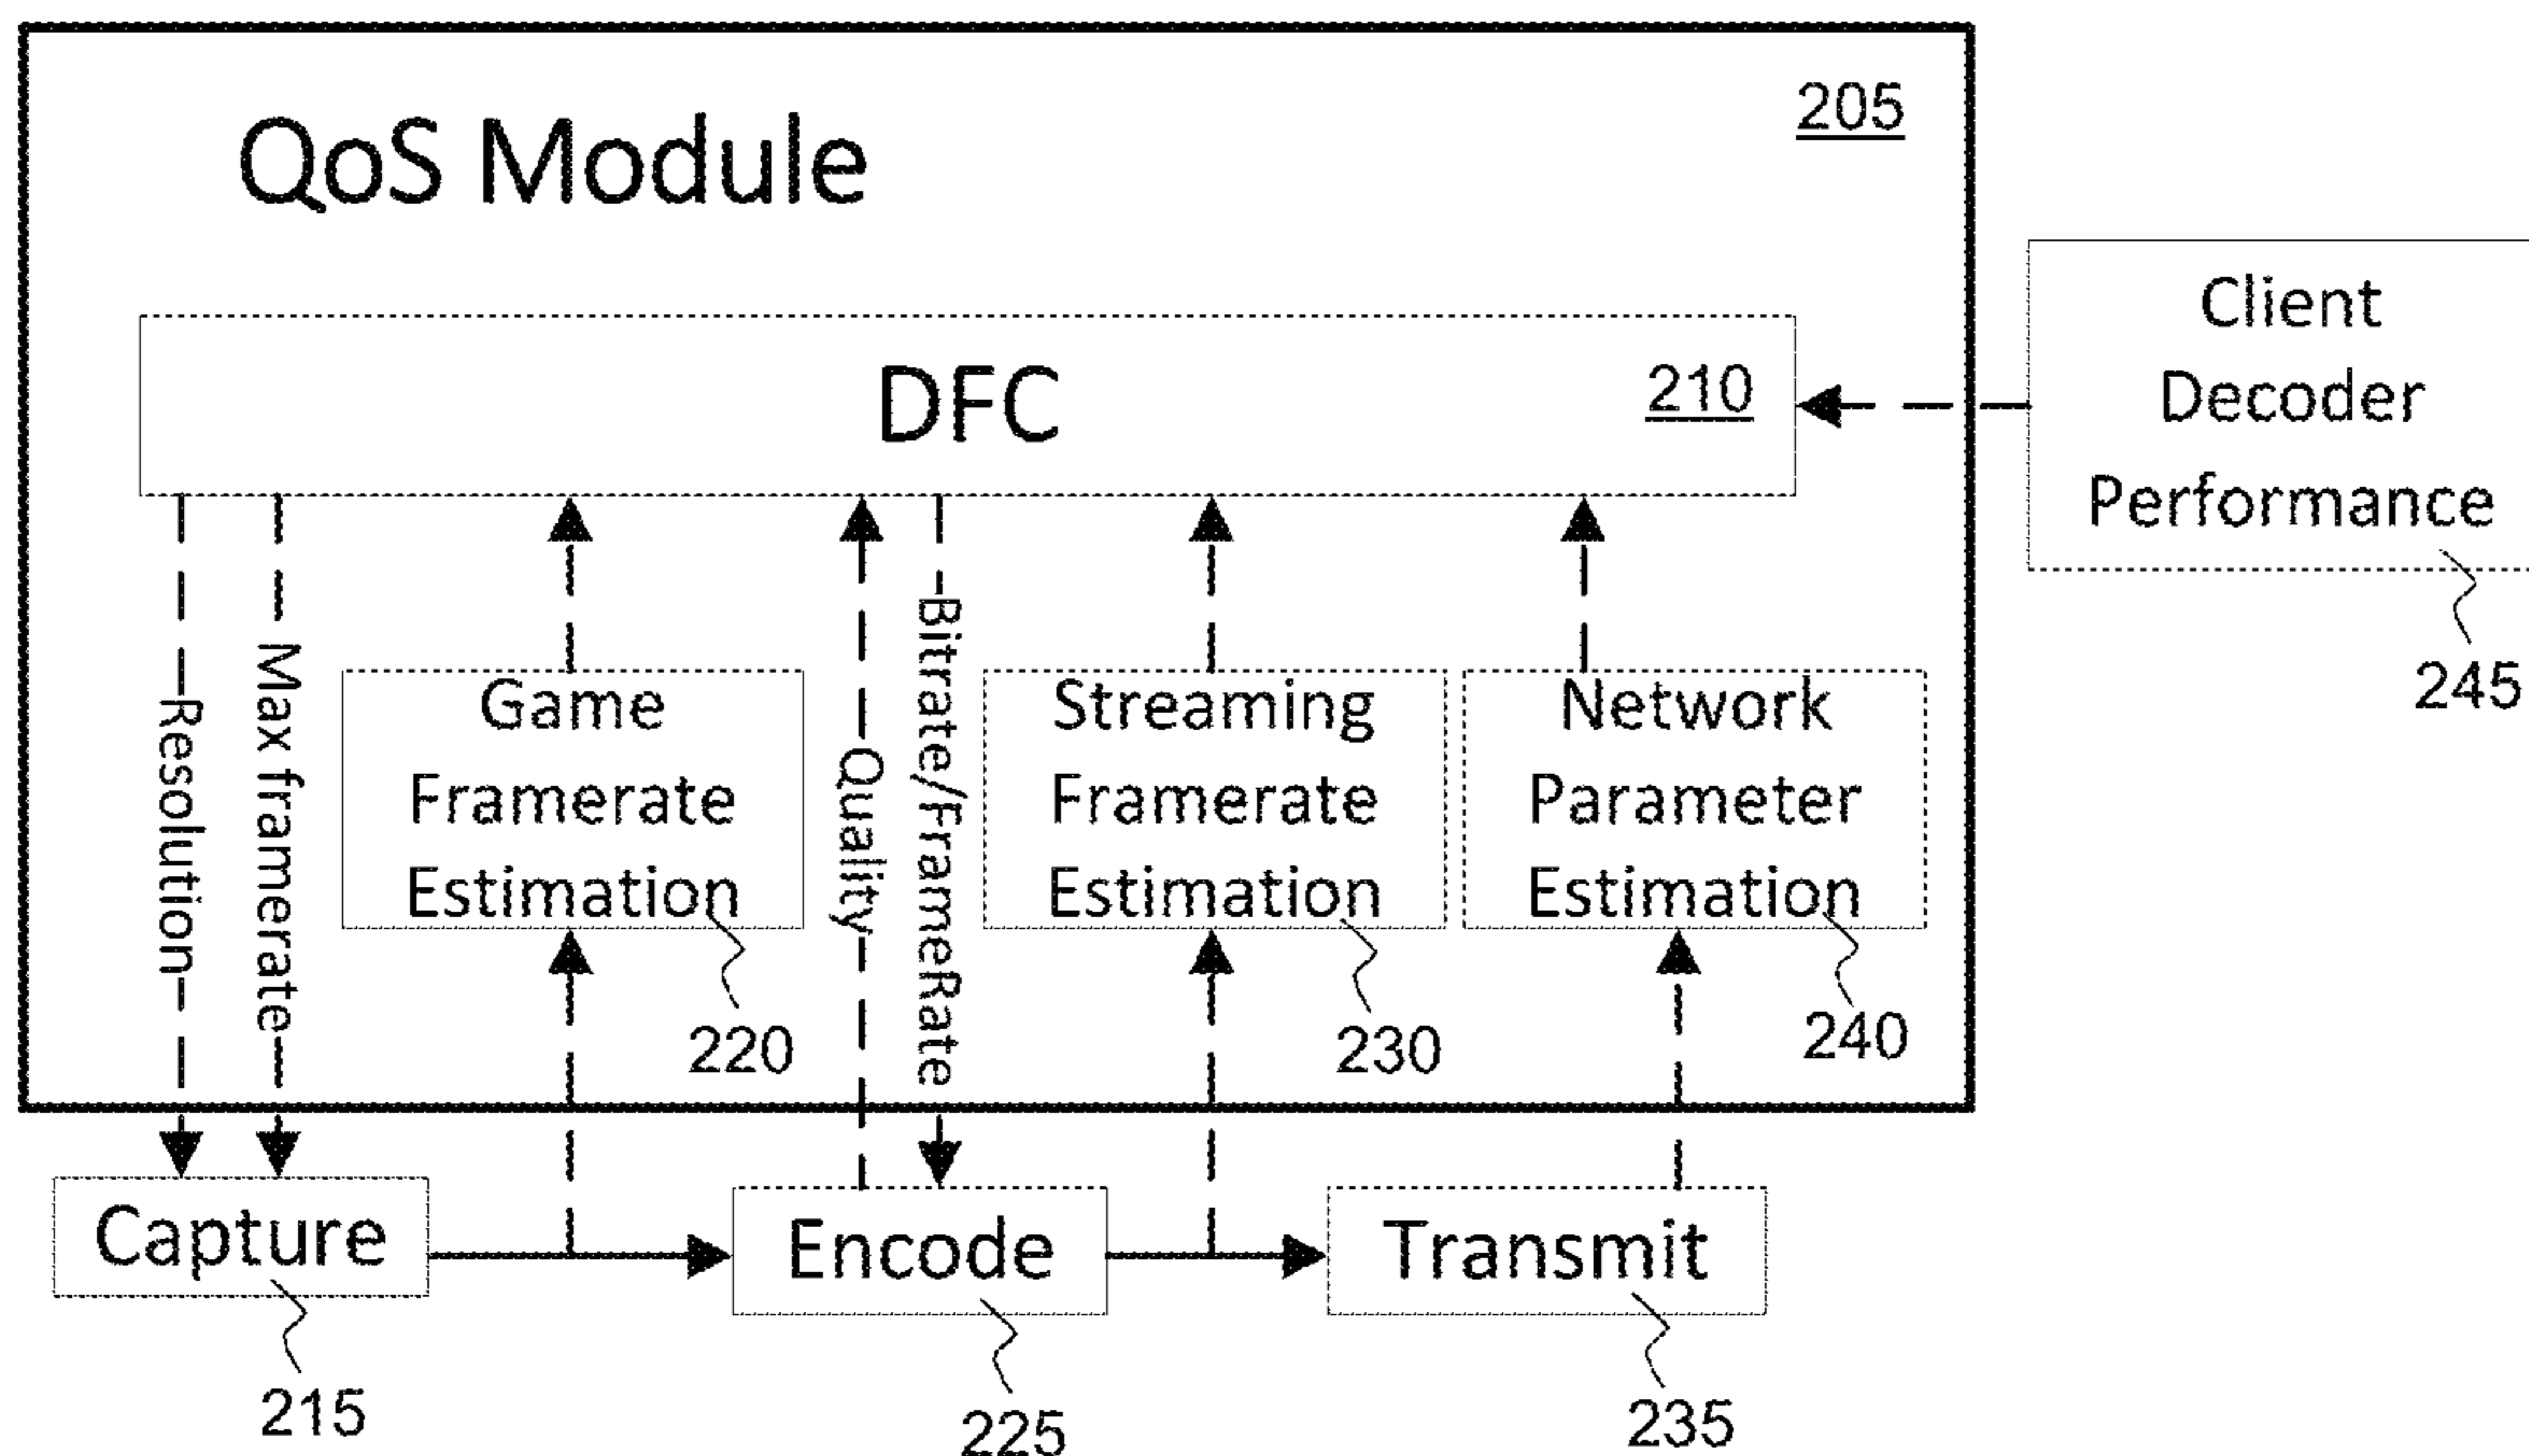 QoS Module
205
DFC
210
Client
Decoder
Performance
245
Resolution
Max framerate
Game
Framerate
Estimation
220
Quality
Bitrate/FrameRate
Streaming
Framerate
Estimation
230
Network
Parameter
Estimation
240
Capture
215
Encode
225
Transmit
235